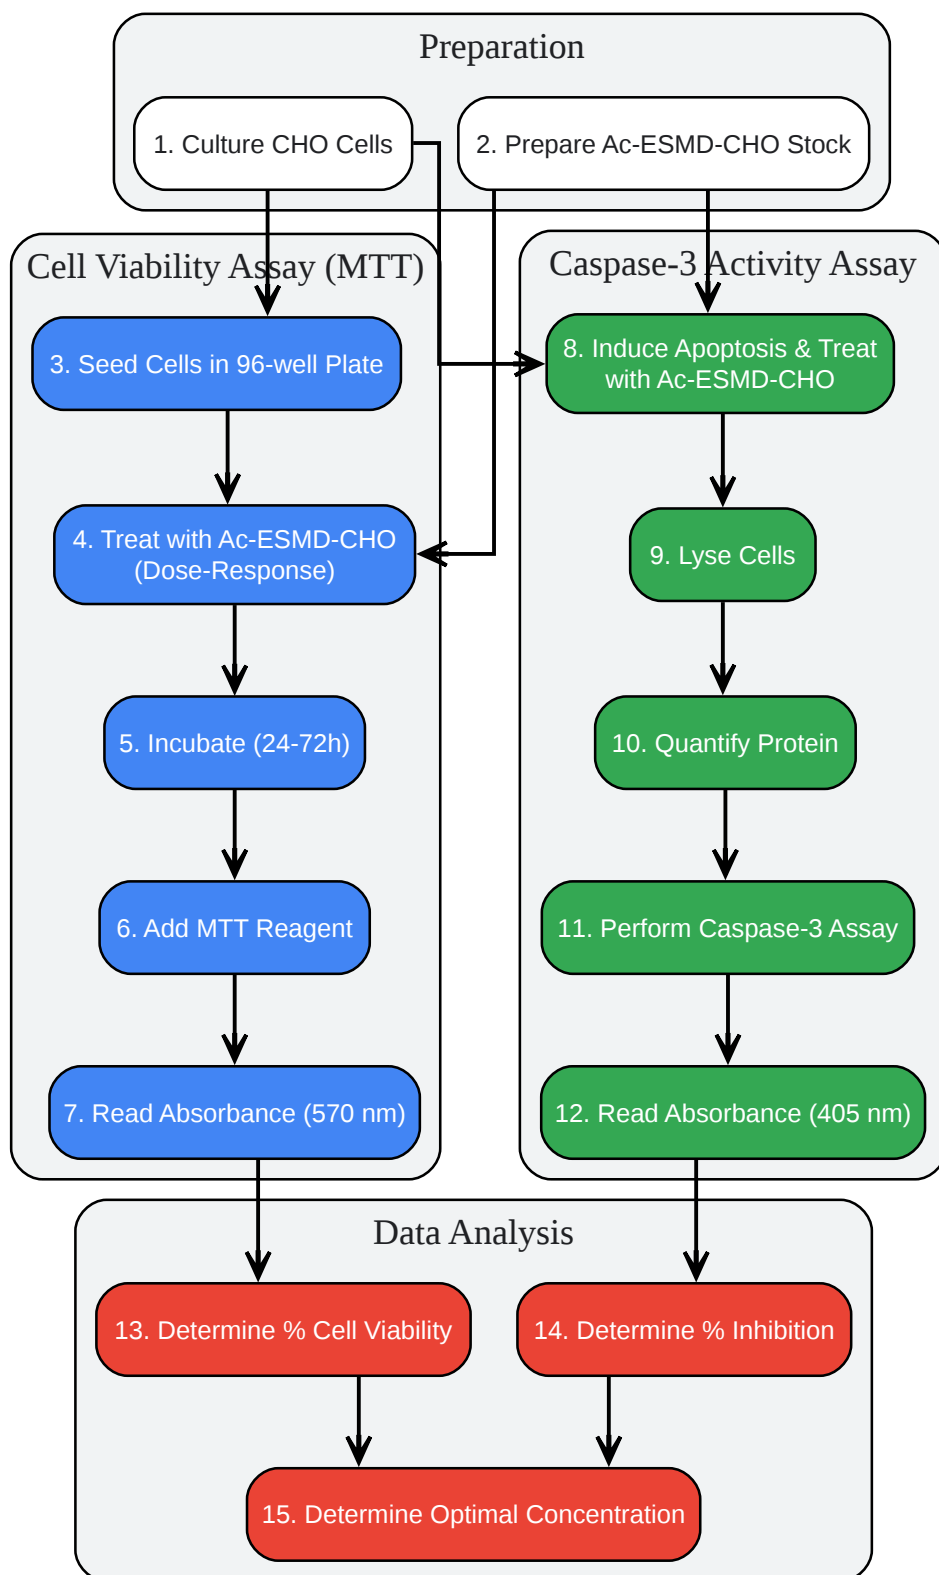 Preparation
1. Culture CHO Cells
2. Prepare Ac-ESMD-CHO Stock
Cell Viability Assay (MTT)
3. Seed Cells in 96-well Plate
4. Treat with Ac-ESMD-CHO
(Dose-Response)
5. Incubate (24-72h)
6. Add MTT Reagent
7. Read Absorbance (570 nm)
Caspase-3 Activity Assay
8. Induce Apoptosis & Treat
with Ac-ESMD-CHO
9. Lyse Cells
10. Quantify Protein
11. Perform Caspase-3 Assay
12. Read Absorbance (405 nm)
Data Analysis
13. Determine % Cell Viability
14. Determine % Inhibition
15. Determine Optimal Concentration